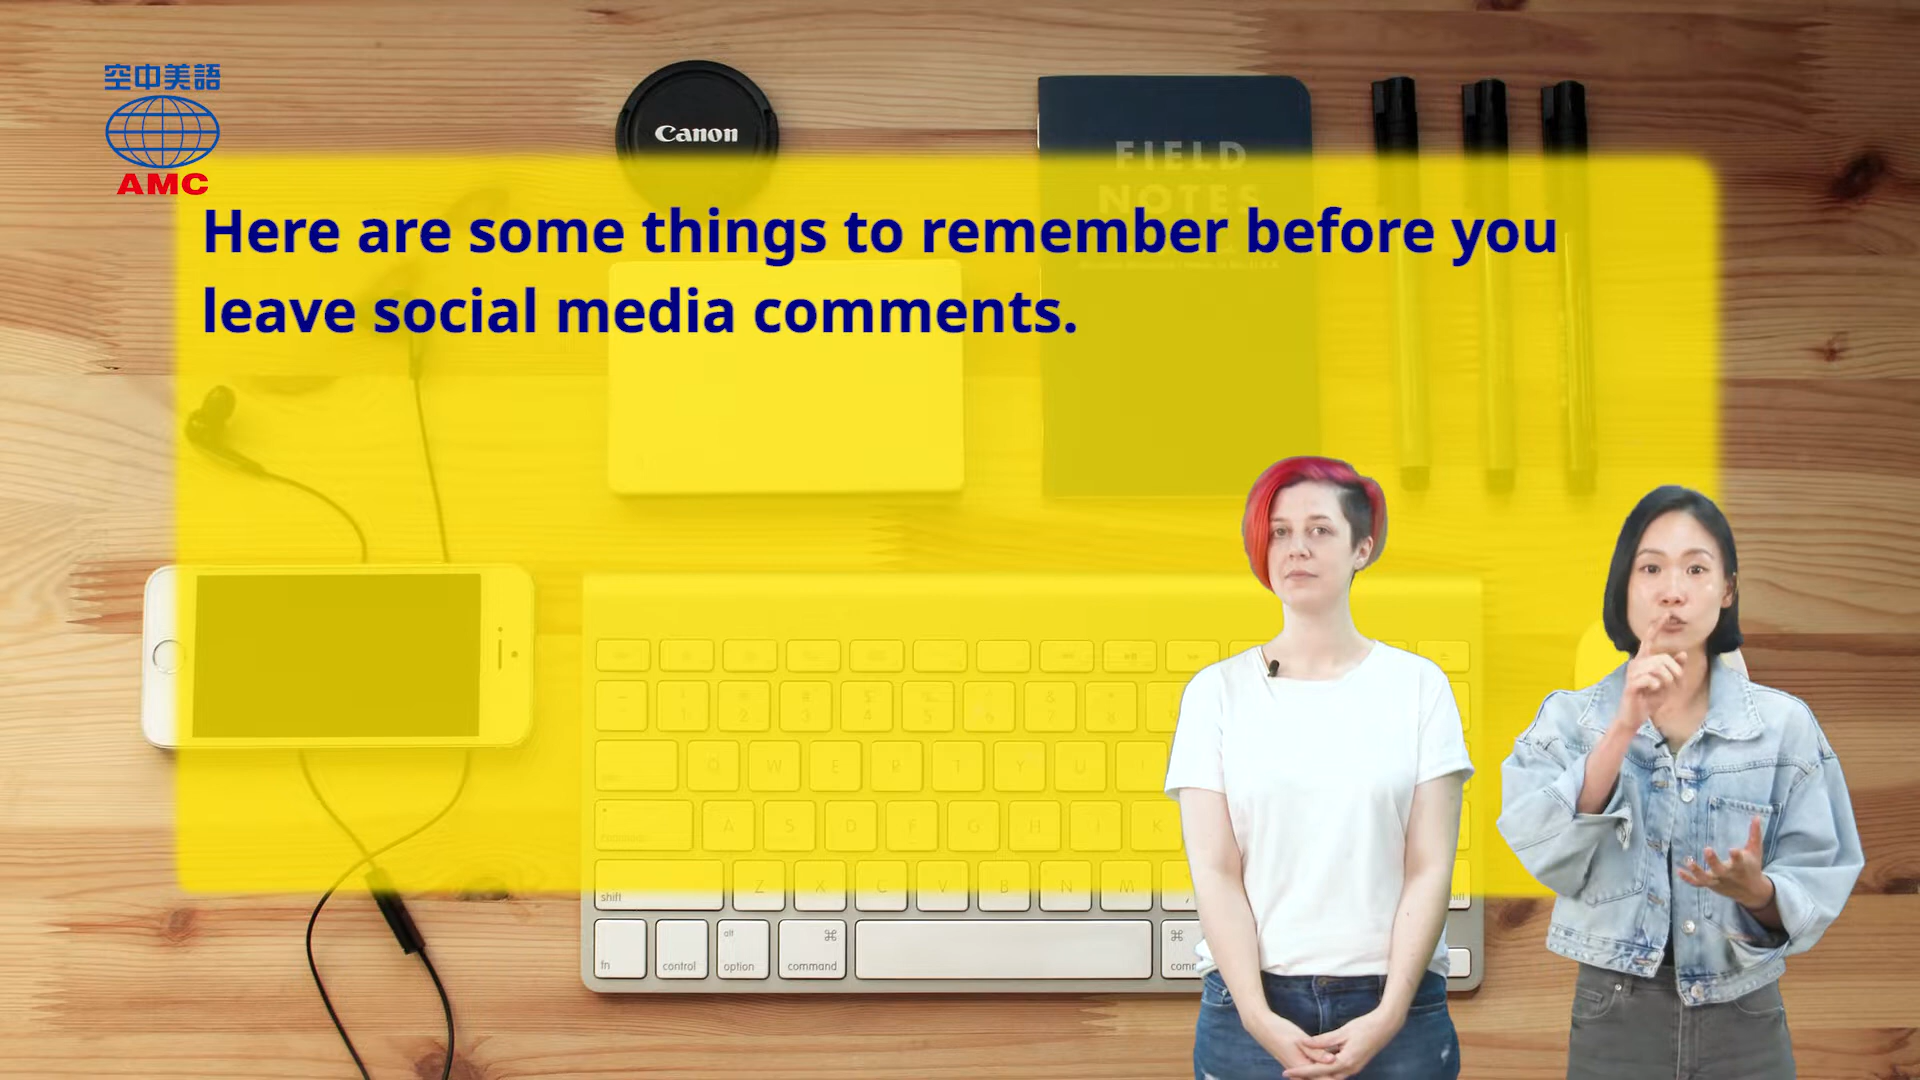 空中美語
AMC
Canon
FIELD
NOTES
Here are some things to remember before you
leave social media comments.
Q W E R T Y U
A S D F G H J K
shift Z X C V B N M
fn control alt option command